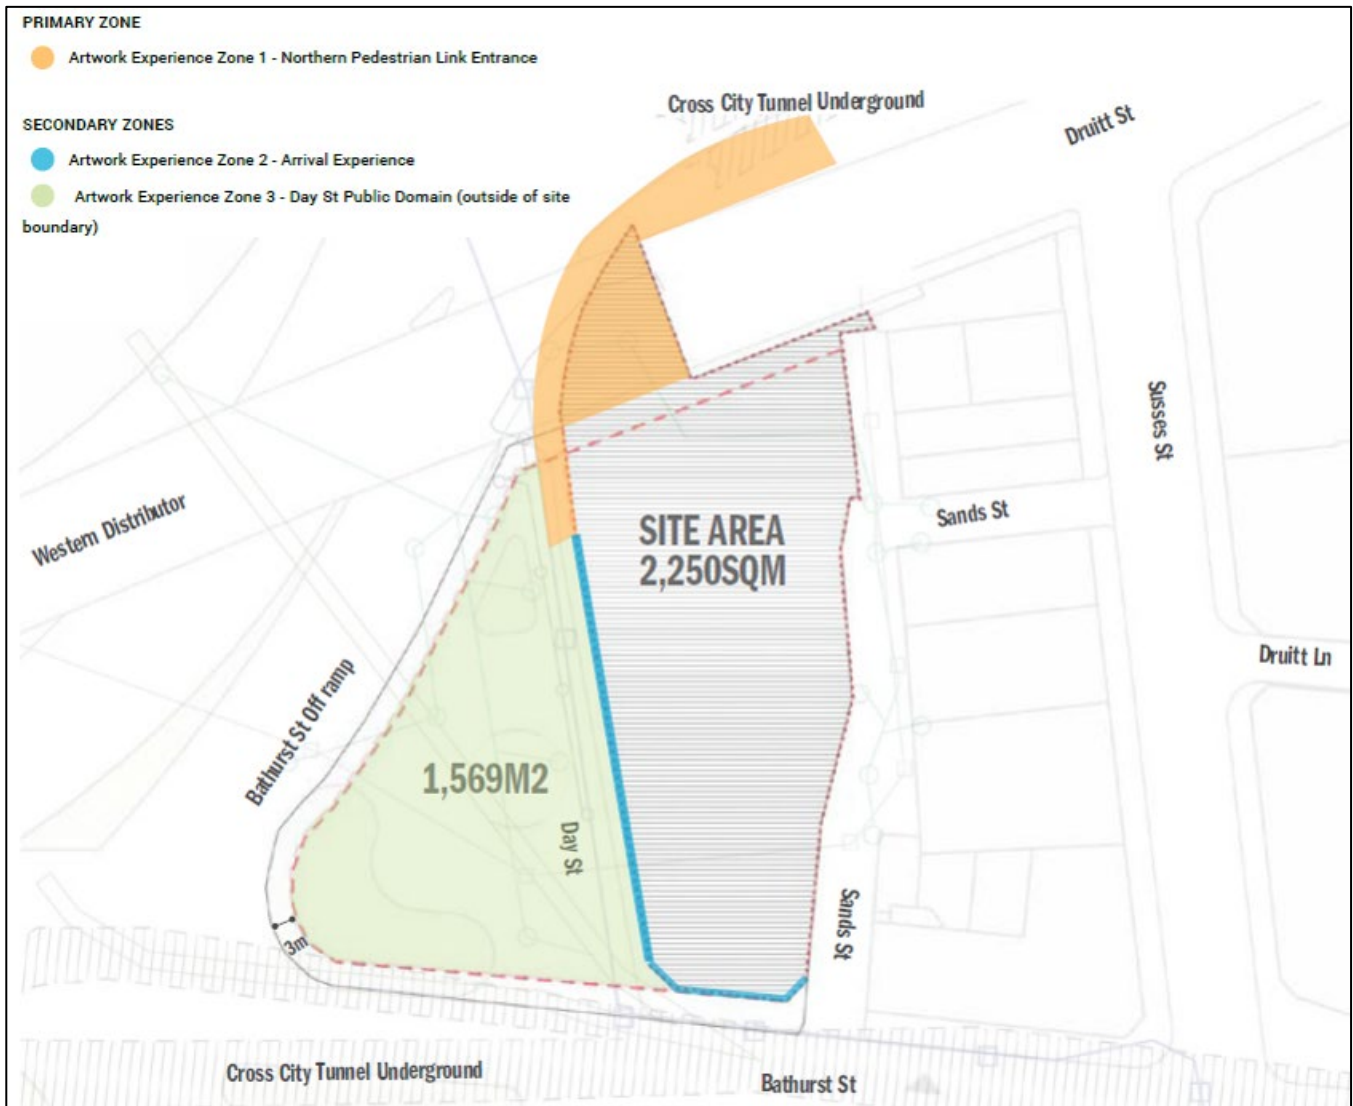 PRIMARY ZONE
Artwork Experience Zone 1 - Northern Pedestrian Link Entrance
SECONDARY ZONES
Artwork Experience Zone 2 - Arrival Experience
Artwork Experience Zone 3 - Day St Public Domain (outside of site
boundary)
Cross City Tunnel Underground
Druitt St
Susses St
Western Distributor
SITE AREA
2,250SQM
Sands St
Druitt Ln
Bathurst St Off ramp
1,569M2
Day St
Sands St
3m
Cross City Tunnel Underground
Bathurst St